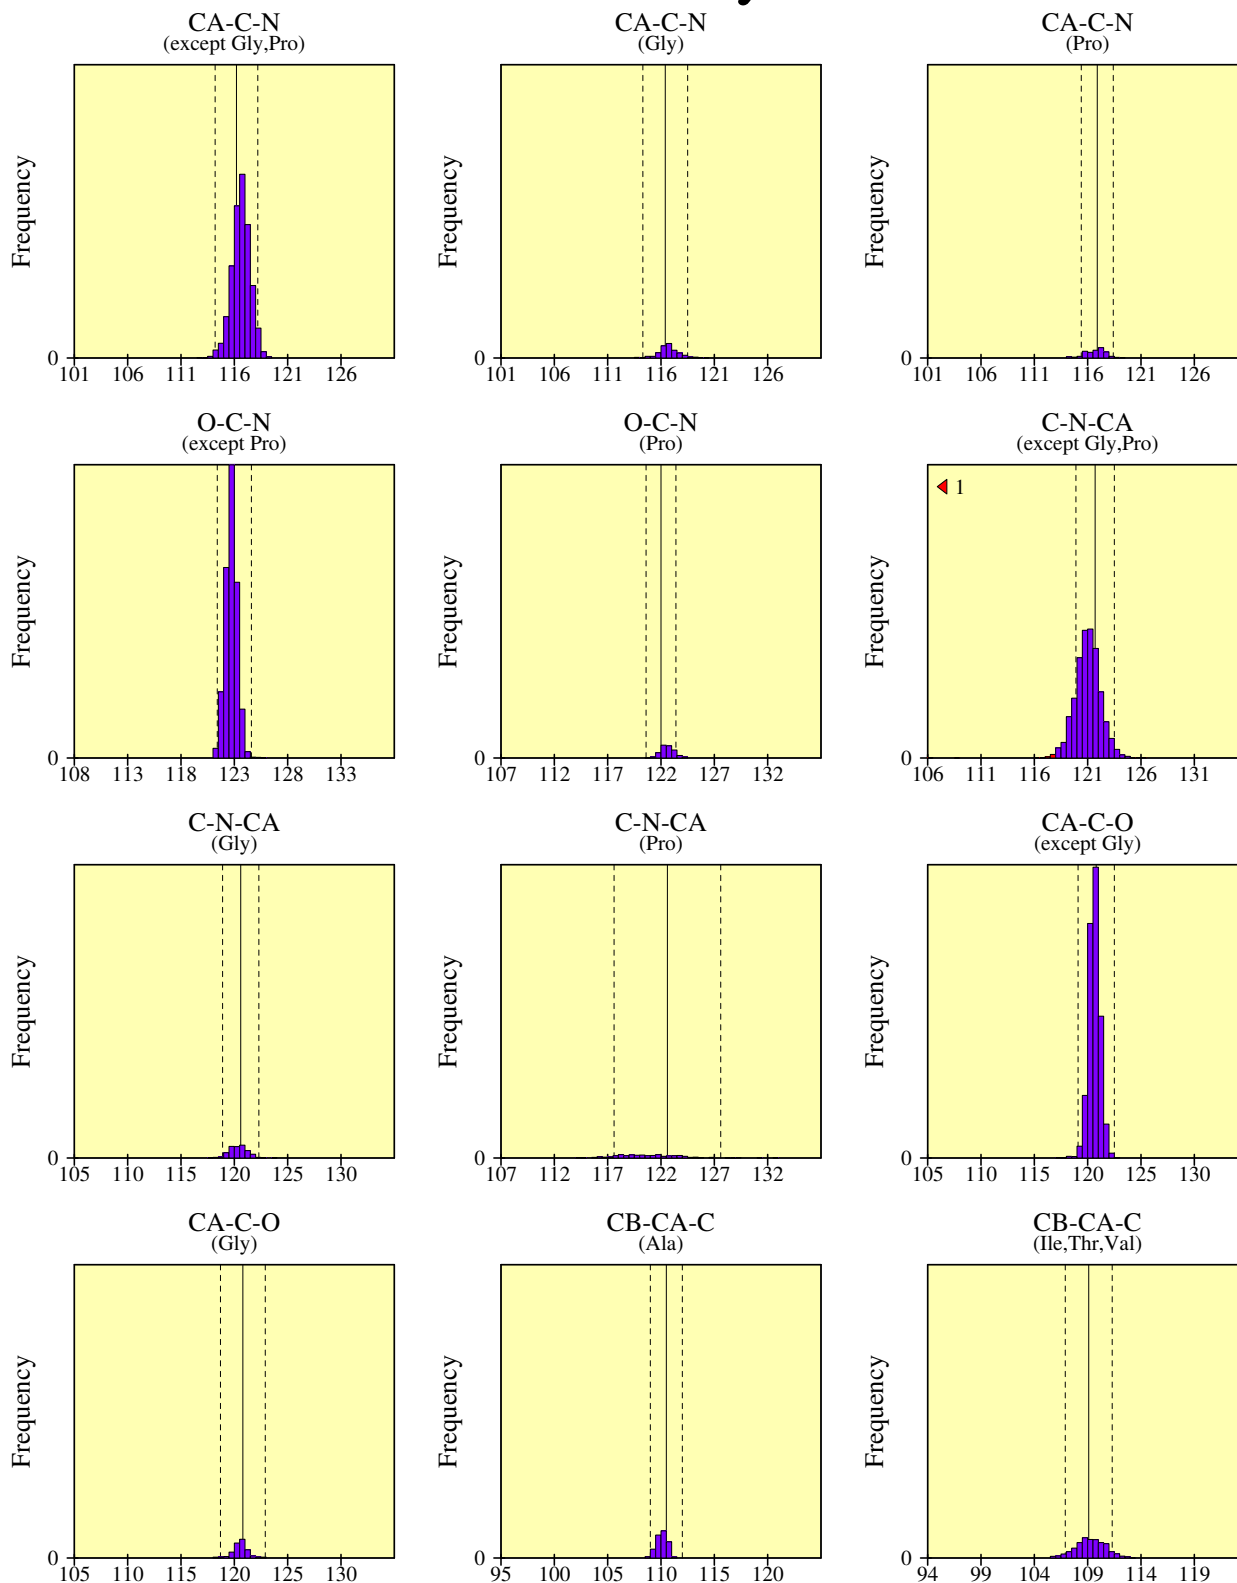 CA-C-N CA-C-N CA-C-N
(except Gly,Pro) (Gly) (Pro)
Frequency Frequency Frequency
0 0 0
101 106 111 116 121 126 101 106 111 116 121 126 101 106 111 116 121 126
O-C-N O-C-N C-N-CA
(except Pro) (Pro) (except Gly,Pro)
1
Frequency Frequency Frequency
0 0 0
108 113 118 123 128 133 107 112 117 122 127 132 106 111 116 121 126 131
C-N-CA C-N-CA CA-C-O
(Gly) (Pro) (except Gly)
Frequency Frequency Frequency
0 0 0
105 110 115 120 125 130 107 112 117 122 127 132 105 110 115 120 125 130
CA-C-O CB-CA-C CB-CA-C
(Gly) (Ala) (Ile,Thr,Val)
Frequency Frequency Frequency
0 0 0
105 110 115 120 125 130 95 100 105 110 115 120 94 99 104 109 114 119